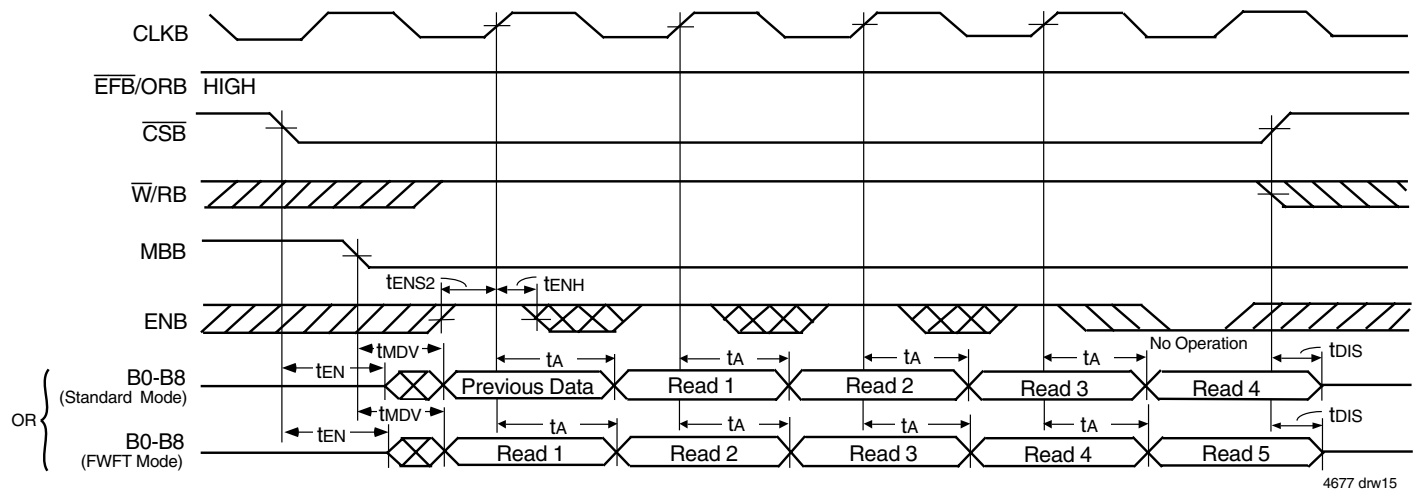 CLKB
EFB/ORB HIGH
CSB
W/RB
MBB
tENS2 tENH
ENB
No Operation
tMDV tA tA tA tA tDIS
tEN
B0-B8 Previous Data Read 1 Read 2 Read 3 Read 4
(Standard Mode)
OR
tMDV tDIS
tEN tA tA tA tA
B0-B8 Read 1 Read 2 Read 3 Read 4 Read 5
(FWFT Mode)
4677 drw15